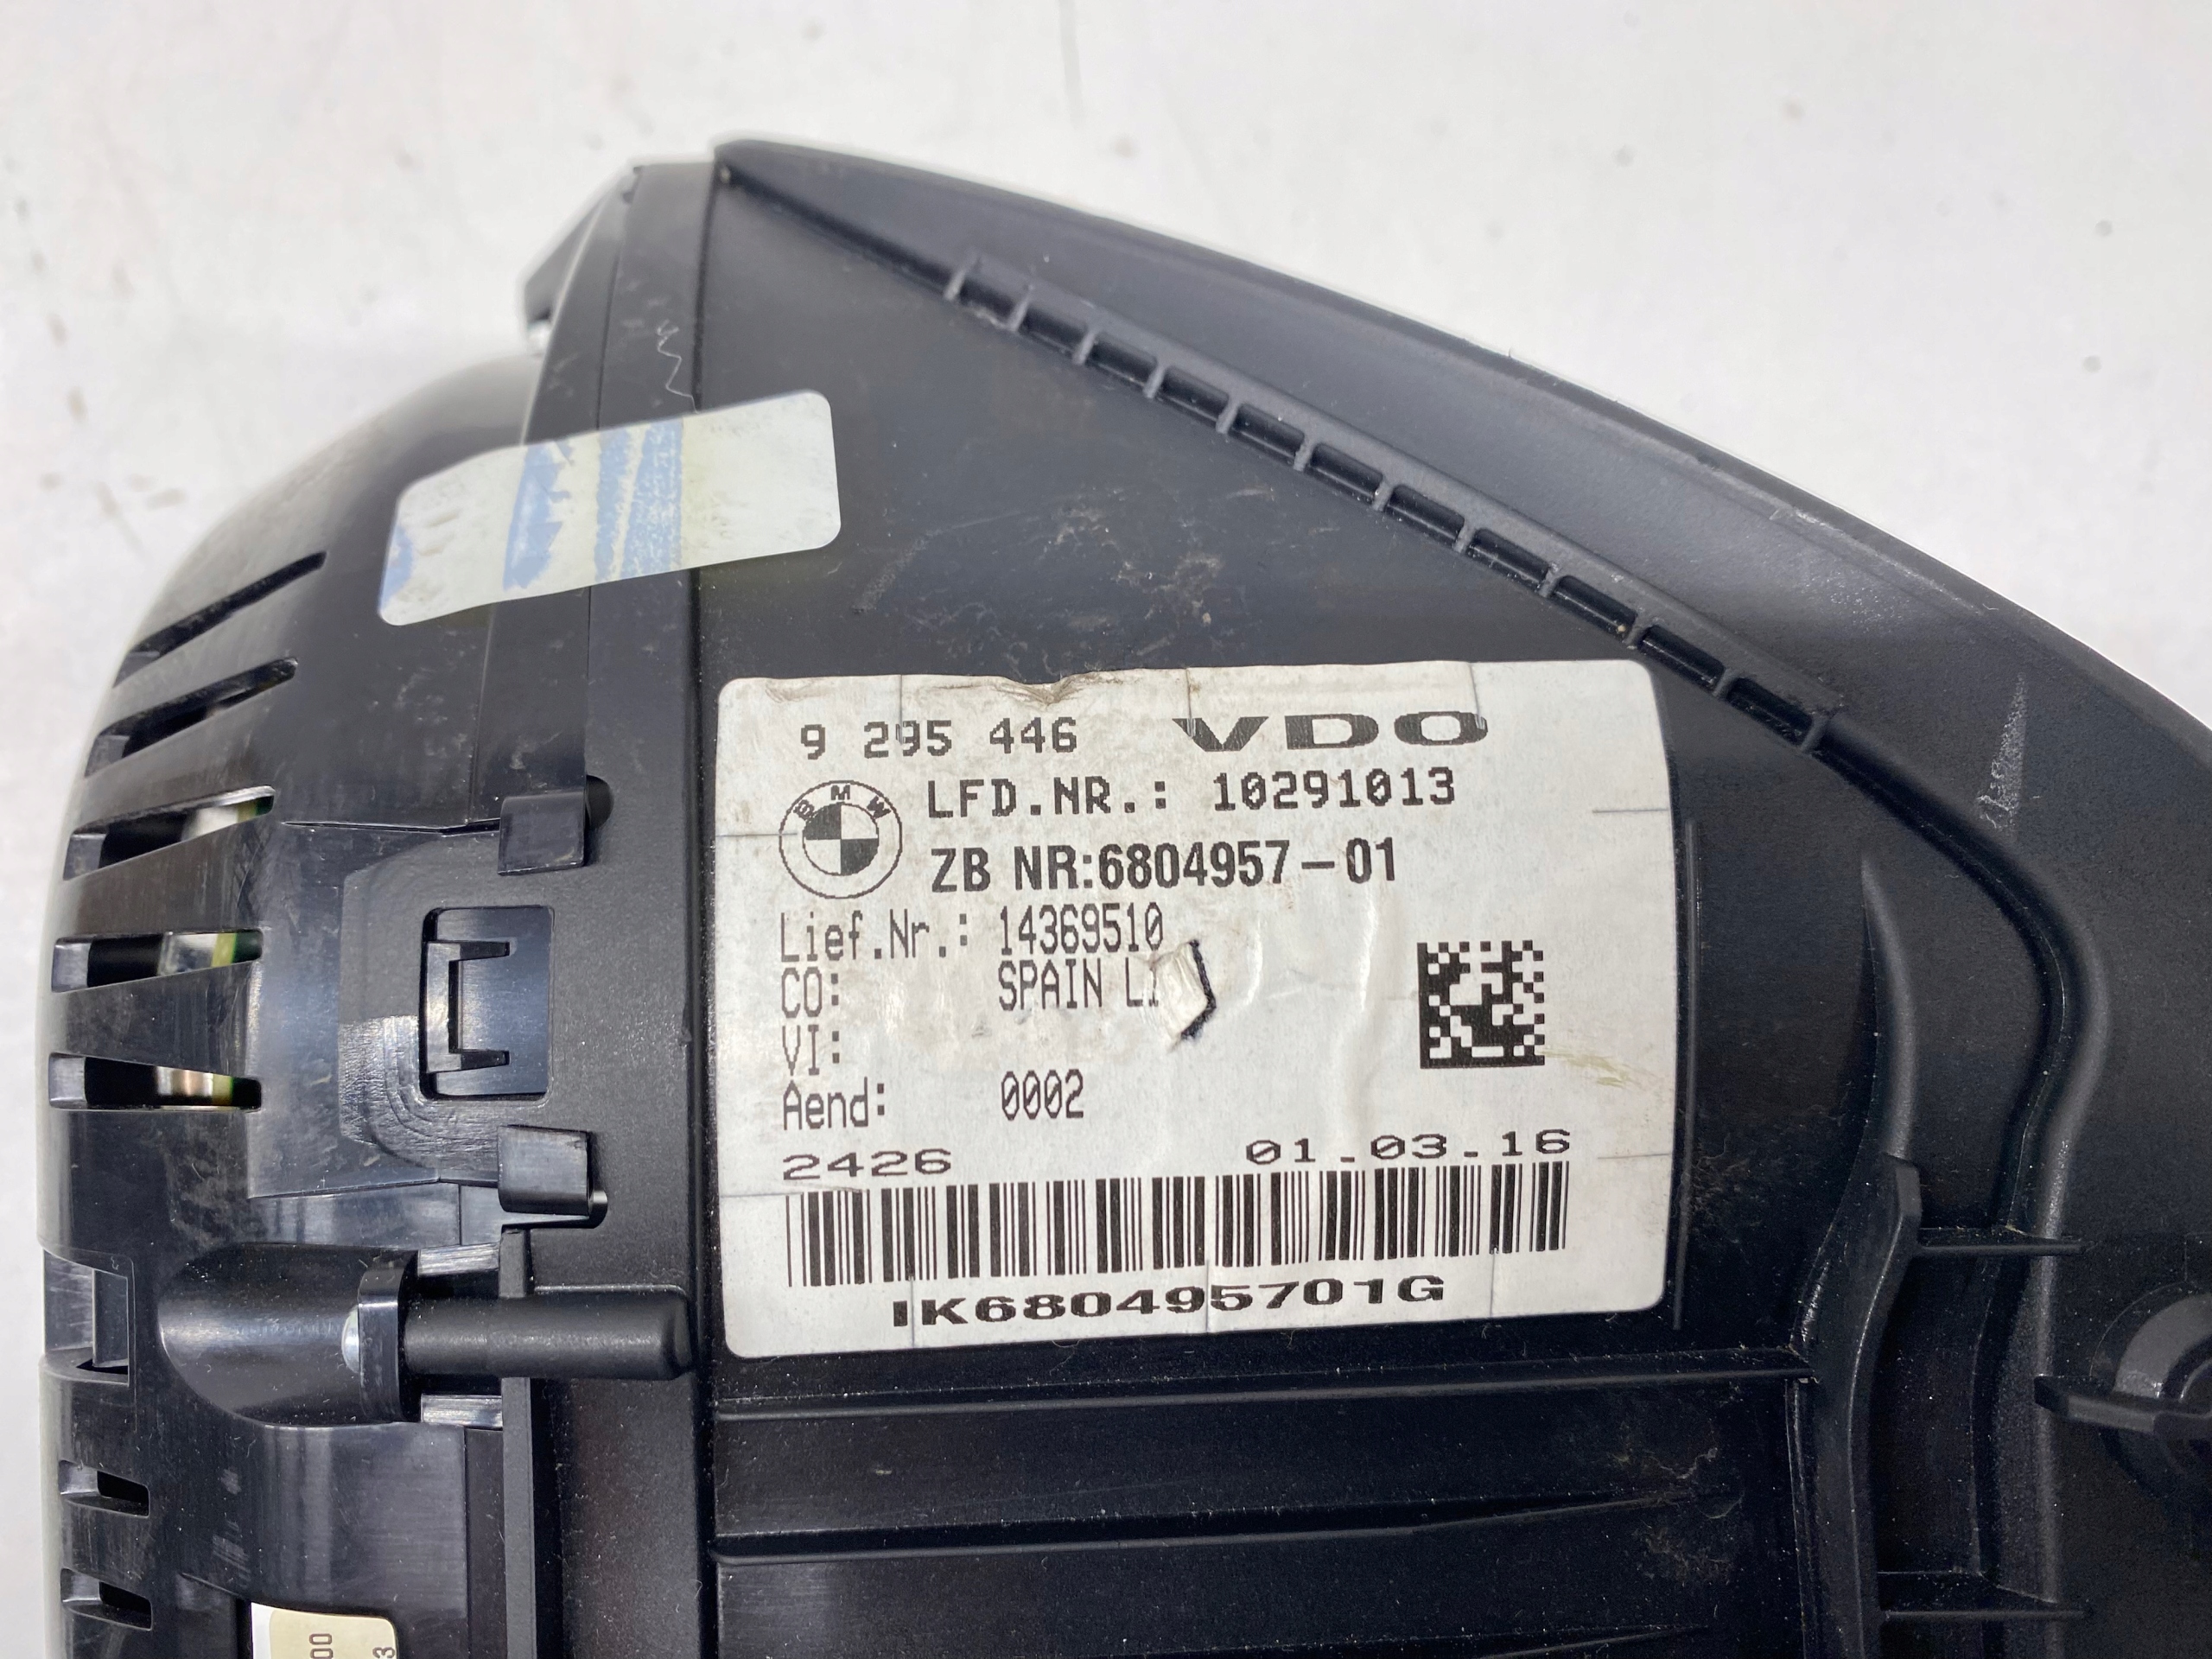 9 295 446 VDO
BMW
LFD.NR.: 10291013
ZB NR:6804957-01
Lief.Nr.: 14369510
CO: SPAIN
VI:
Aend: 0002
2426 01.03.16
IK680495701G